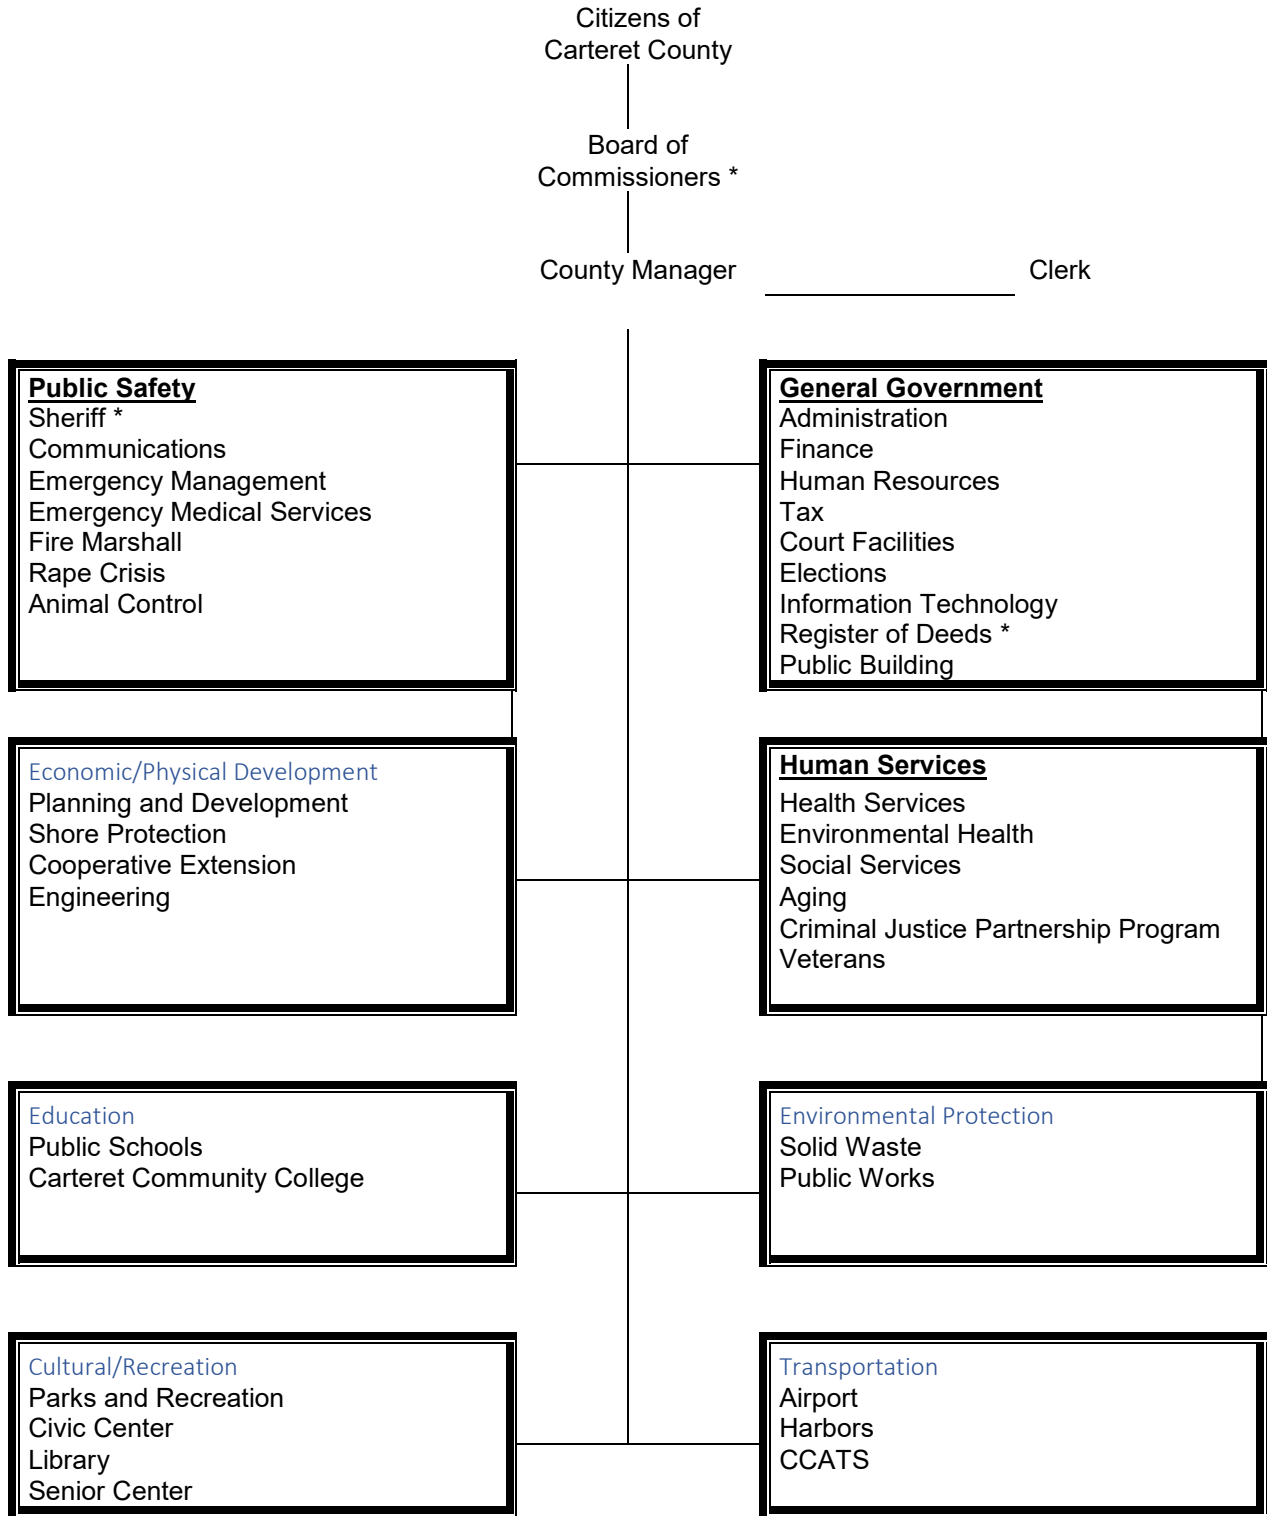 Citizens of
Carteret County
Board of
Commissioners *
County Manager
Clerk
Public Safety
Sheriff *
Communications
Emergency Management
Emergency Medical Services
Fire Marshall
Rape Crisis
Animal Control
General Government
Administration
Finance
Human Resources
Tax
Court Facilities
Elections
Information Technology
Register of Deeds *
Public Building
Economic/Physical Development
Planning and Development
Shore Protection
Cooperative Extension
Engineering
Human Services
Health Services
Environmental Health
Social Services
Aging
Criminal Justice Partnership Program
Veterans
Education
Public Schools
Carteret Community College
Environmental Protection
Solid Waste
Public Works
Cultural/Recreation
Parks and Recreation
Civic Center
Library
Senior Center
Transportation
Airport
Harbors
CCATS